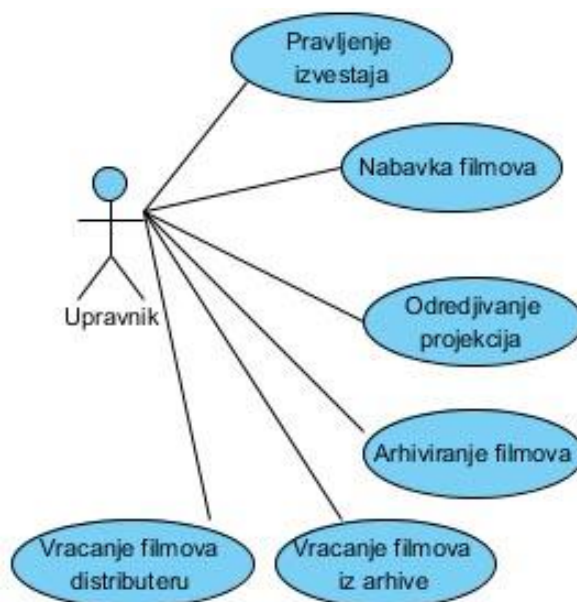 Pravljenje
izvestaja
Nabavka filmova
Upravnik
Odredjivanje
projekcija
Arhiviranje filmova
Vracanje filmova
distributeru
Vracanje filmova
iz arhive